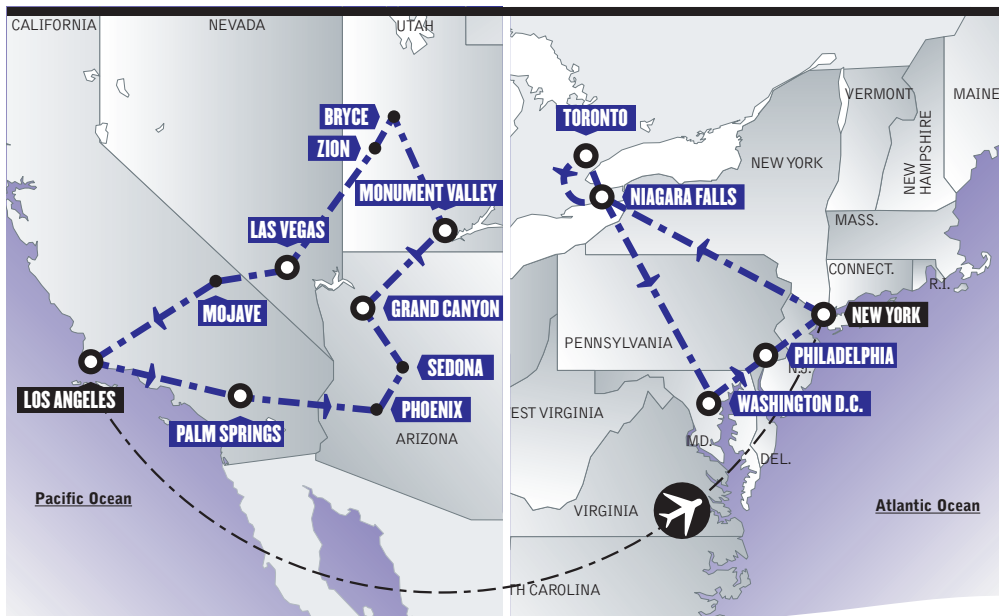 CALIFORNIA
NEVADA
UTAH
BRYCE
ZION
MONUMENT VALLEY
LAS VEGAS
MOJAVE
GRAND CANYON
SEDONA
LOS ANGELES
PHOENIX
PALM SPRINGS
ARIZONA
Pacific Ocean
TORONTO
VERMONT
MAINE
NEW YORK
NEW
HAMPSHIRE
NIAGARA FALLS
MASS.
CONNECT.
R.I.
NEW YORK
PENNSYLVANIA
PHILADELPHIA
N.J.
WASHINGTON D.C.
EST VIRGINIA
MD.
DEL.
VIRGINIA
Atlantic Ocean
TH CAROLINA